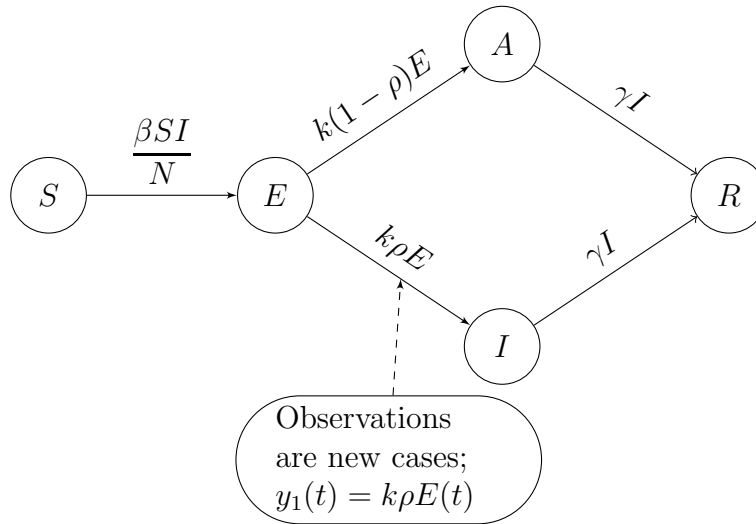 A
k(1 − ρ)E
γI
βSI
N
S
E
R
kρE
γI
I
Observations
are new cases;
y₁(t) = kρE(t)